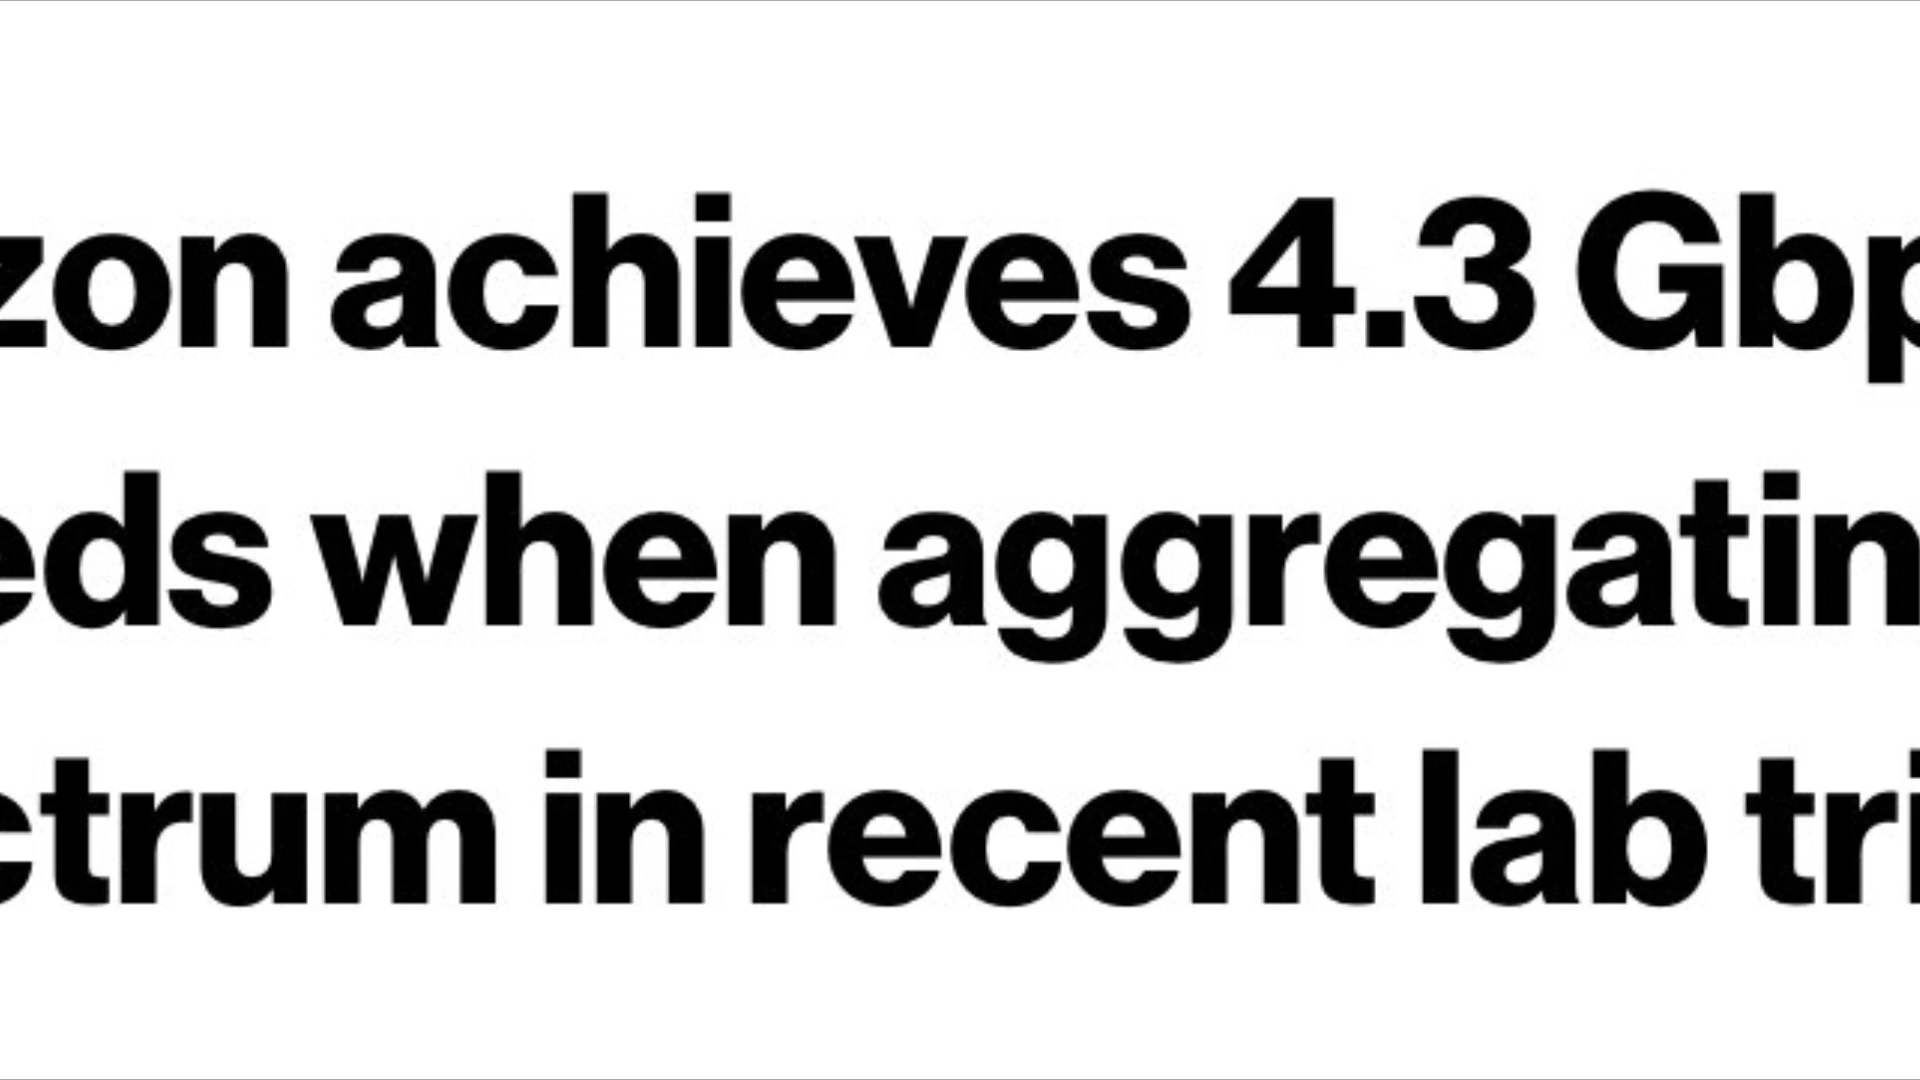 zon achieves 4.3 Gbp
eds when aggregatin
ctrum in recent lab tri